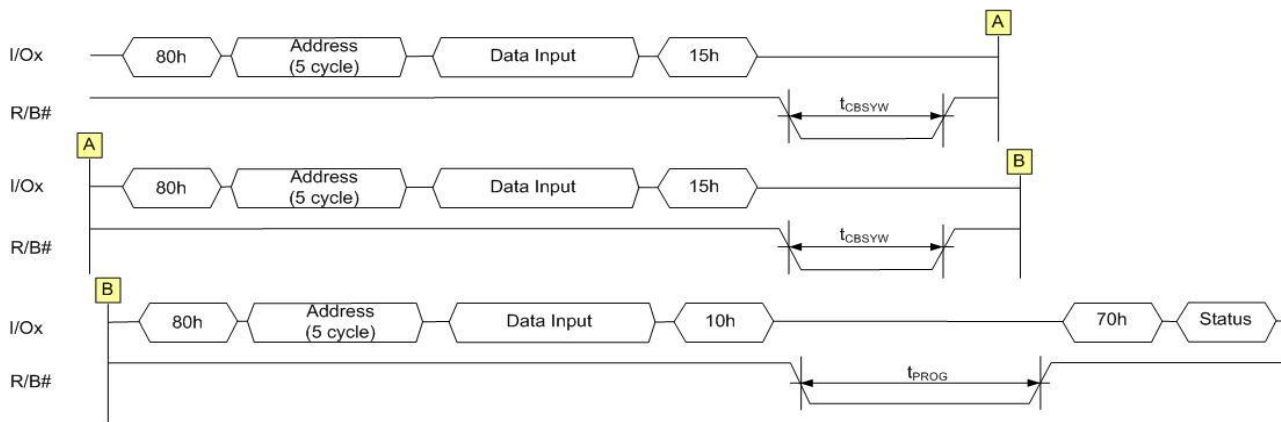 A
I/Ox 80h Address (5 cycle) Data Input 15h
R/B# tCBSYW
A B
I/Ox 80h Address (5 cycle) Data Input 15h
R/B# tCBSYW
B
I/Ox 80h Address (5 cycle) Data Input 10h 70h Status
R/B# tPROG